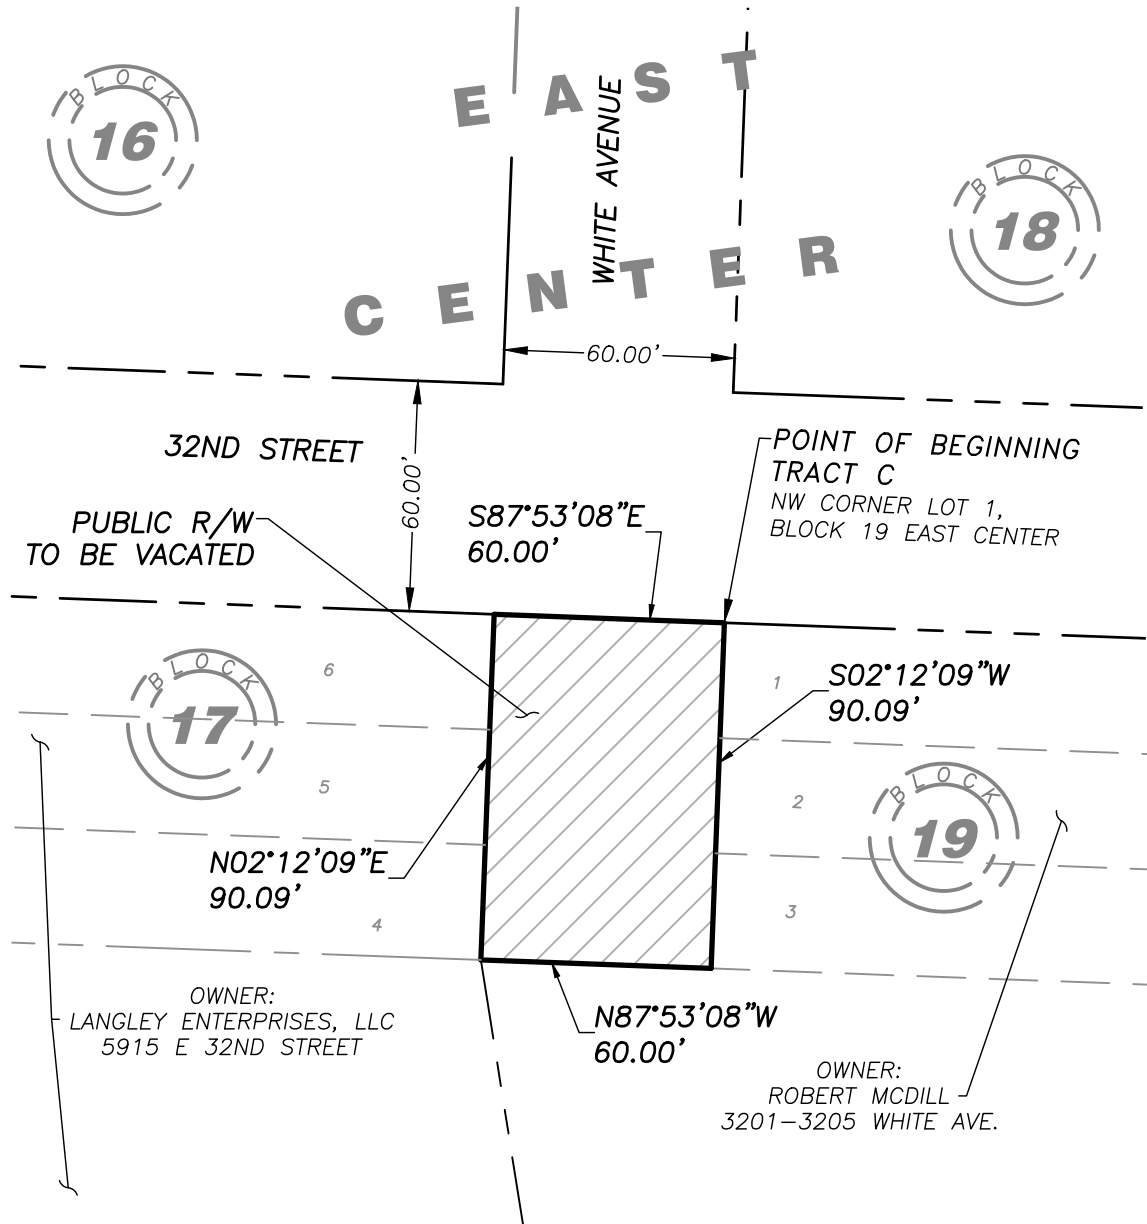 EAST
CENTER
BLOCK
16
WHITE AVENUE
BLOCK
18
60.00'
32ND STREET
60.00'
POINT OF BEGINNING
TRACT C
NW CORNER LOT 1,
BLOCK 19 EAST CENTER
PUBLIC R/W
TO BE VACATED
S87°53'08"E
60.00'
BLOCK
17
6
5
4
1
2
3
S02°12'09"W
90.09'
BLOCK
19
N02°12'09"E
90.09'
OWNER:
LANGLEY ENTERPRISES, LLC
5915 E 32ND STREET
N87°53'08"W
60.00'
OWNER:
ROBERT MCDILL
3201-3205 WHITE AVE.